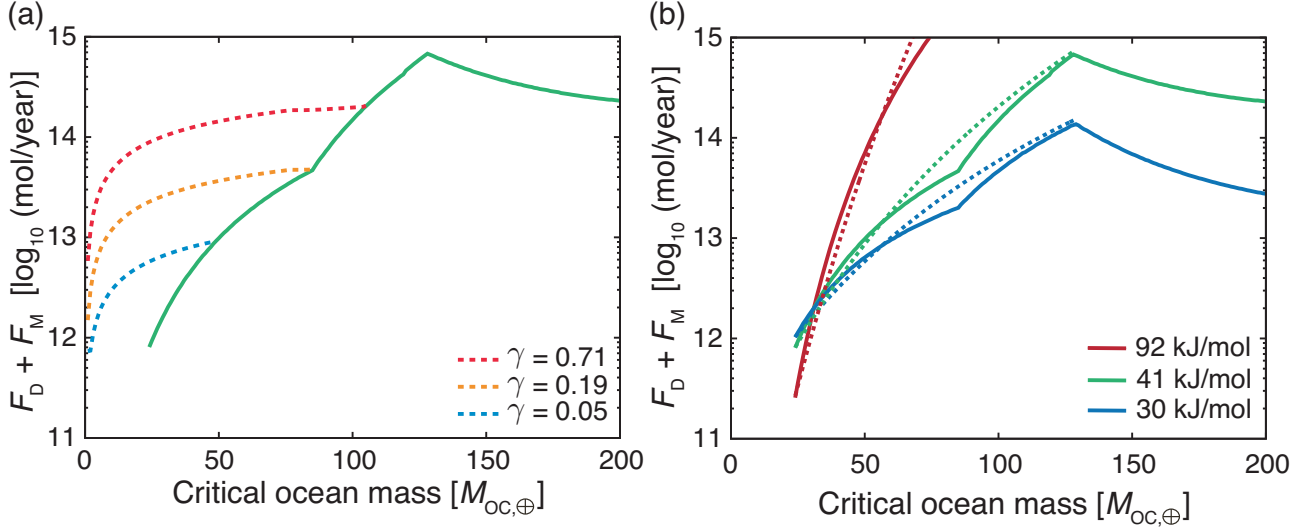 (a)
15
14
13
12
11
F_D + F_M [log_10 (mol/year)]
γ = 0.71
γ = 0.19
γ = 0.05
0 50 100 150 200
Critical ocean mass [M_OC,⊕]
(b)
15
14
13
12
11
F_D + F_M [log_10 (mol/year)]
92 kJ/mol
41 kJ/mol
30 kJ/mol
0 50 100 150 200
Critical ocean mass [M_OC,⊕]